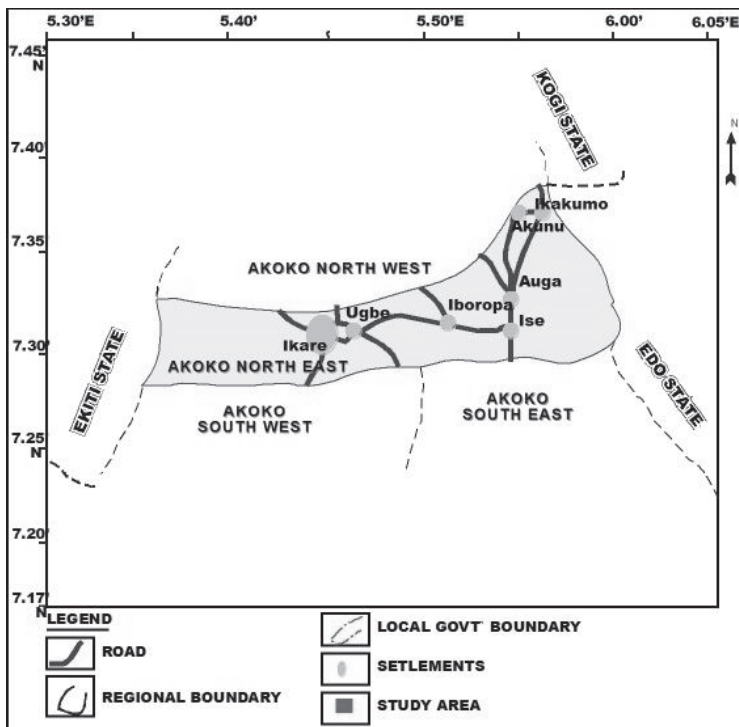 5.30'E 5.40' 5.50'E 6.00' 6.05'E
7.45'
N
KOGI STATE
N
7.40'
Ikakumo
Akunu
7.35'
AKOKO NORTH WEST
Auga
Iboropa
Ugbe
Ise
Ikare
7.30'
N
AKOKO NORTH EAST
EKITI STATE
EDO STATE
AKOKO
SOUTH WEST
AKOKO
SOUTH EAST
7.25'
N
7.20'
7.17'
N
LEGEND
ROAD
REGIONAL BOUNDARY
LOCAL GOVT' BOUNDARY
SETLEMENTS
STUDY AREA